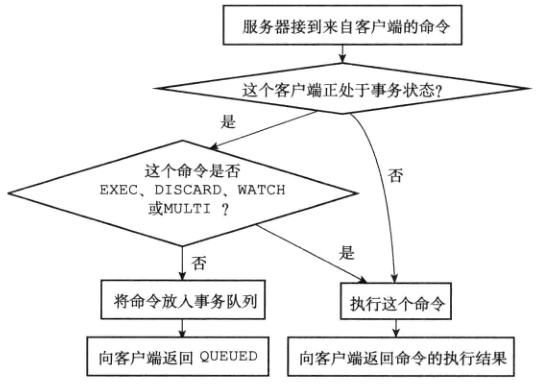 服务器接到来自客户端的命令
这个客户端正处于事务状态?
是
这个命令是否
EXEC、DISCARD、WATCH
或MULTI ?
否
是
否
将命令放入事务队列
执行这个命令
向客户端返回 QUEUED
向客户端返回命令的执行结果